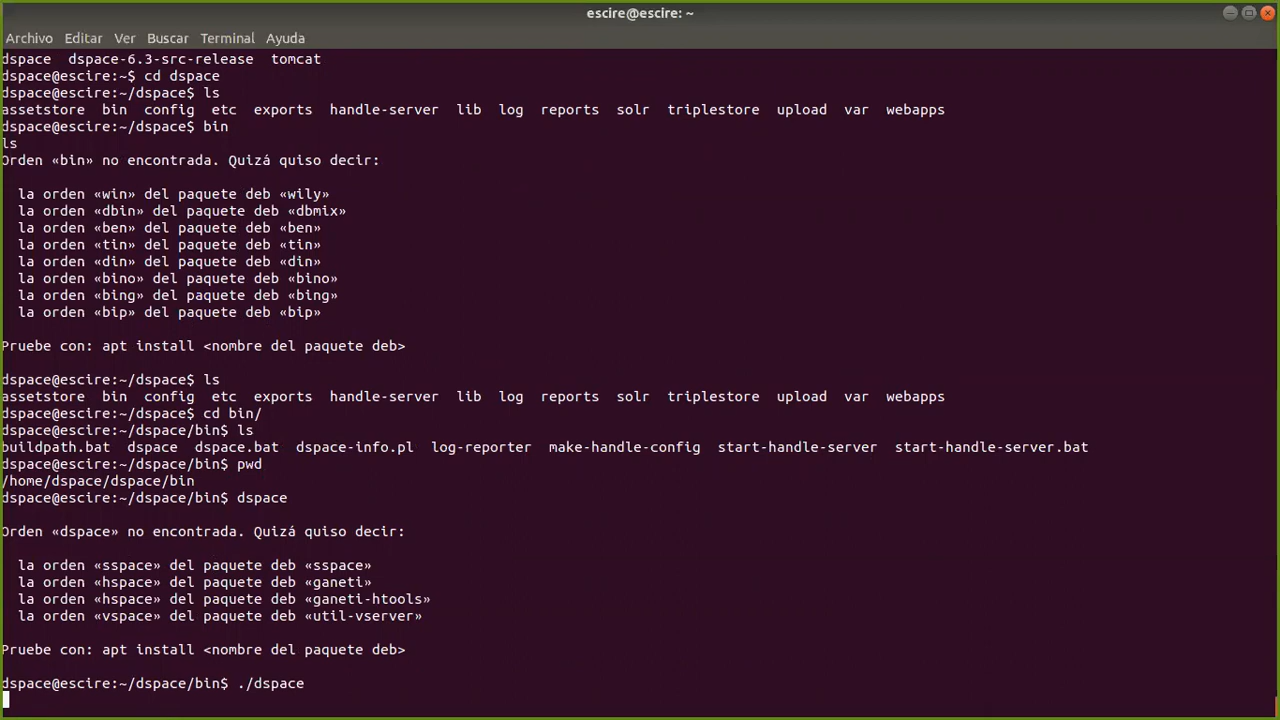 escire@escire: ~
Archivo Editar Ver Buscar Terminal Ayuda
dspace  dspace-6.3-src-release  tomcat
dspace@escire:~$ cd dspace
dspace@escire:~/dspace$ ls
assetstore  bin  config  etc  exports  handle-server  lib  log  reports  solr  triplestore  upload  var  webapps
dspace@escire:~/dspace$ bin
ls
Orden «bin» no encontrada. Quizá quiso decir:
la orden «win» del paquete deb «wily»
la orden «dbin» del paquete deb «dbmix»
la orden «ben» del paquete deb «ben»
la orden «tin» del paquete deb «tin»
la orden «din» del paquete deb «din»
la orden «bino» del paquete deb «bino»
la orden «bing» del paquete deb «bing»
la orden «bip» del paquete deb «bip»
Pruebe con: apt install <nombre del paquete deb>
dspace@escire:~/dspace$ ls
assetstore  bin  config  etc  exports  handle-server  lib  log  reports  solr  triplestore  upload  var  webapps
dspace@escire:~/dspace$ cd bin/
dspace@escire:~/dspace/bin$ ls
buildpath.bat  dspace  dspace.bat  dspace-info.pl  log-reporter  make-handle-config  start-handle-server  start-handle-server.bat
dspace@escire:~/dspace/bin$ pwd
/home/dspace/dspace/bin
dspace@escire:~/dspace/bin$ dspace
Orden «dspace» no encontrada. Quizá quiso decir:
la orden «sspace» del paquete deb «sspace»
la orden «hspace» del paquete deb «ganeti»
la orden «hspace» del paquete deb «ganeti-htools»
la orden «vspace» del paquete deb «util-vserver»
Pruebe con: apt install <nombre del paquete deb>
dspace@escire:~/dspace/bin$ ./dspace